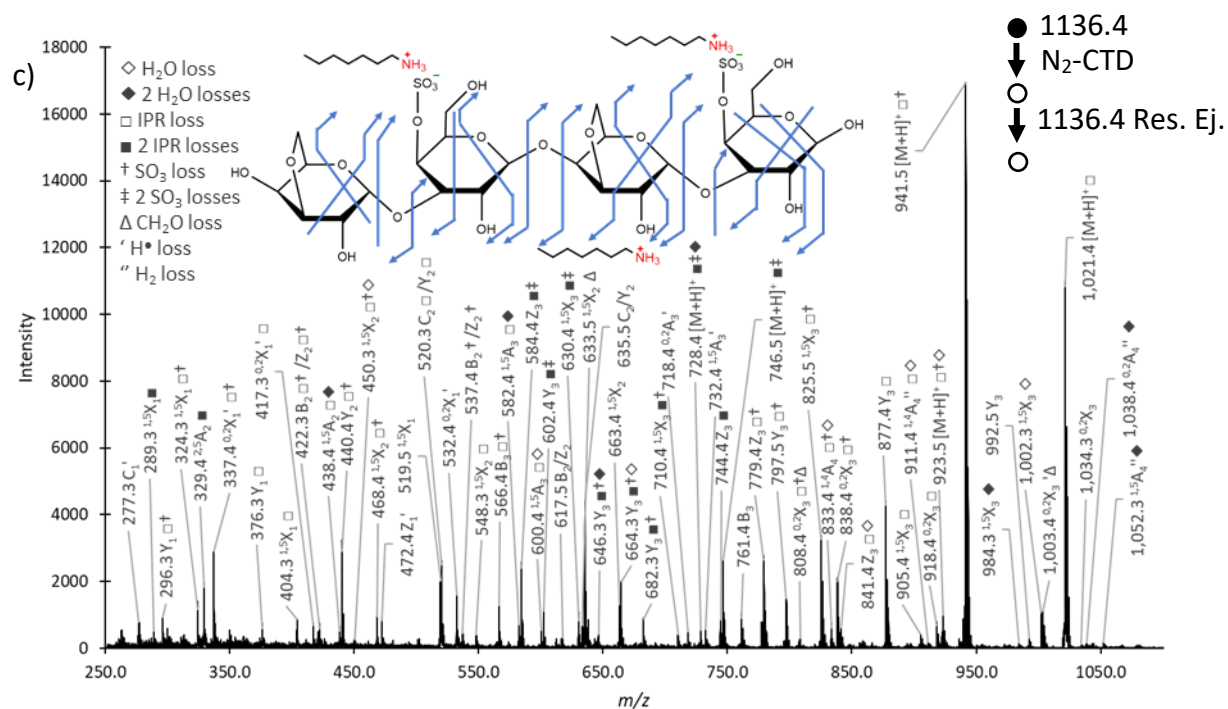 c)
◇ H₂O loss
◆ 2 H₂O losses
□ IPR loss
■ 2 IPR losses
† SO₃ loss
‡ 2 SO₃ losses
Δ CH₂O loss
‘ H• loss
‘‘ H₂ loss
1136.4
N₂-CTD
1136.4 Res. Ej.
NH₃
+
SO₃
−
OH
HO
O
OH
OH
O
OH
NH₃
+
NH₃
+
SO₃
−
OH
OH
OH
Intensity
18000
16000
14000
12000
10000
8000
6000
4000
2000
0
277.3 C₁'
289.3 ¹˒⁵X₁ ■
296.3 Y₁ □†
324.3 ¹˒⁵X₁ □†
329.4 ²˒⁵A₂ ■
337.4 ⁰˒²X₁' □†
376.3 Y₁ □
404.3 ¹˒⁵X₁ □
417.3 ⁰˒²X₁' □
422.3 B₂ □† /Z₂ □†
438.4 ¹˒⁵A₂ □◆
440.4 Y₂ □†
450.3 ¹˒⁵X₂ □†◇
468.4 ¹˒⁵X₂ □†
472.4 Z₁'
519.5 ¹˒⁵X₁
520.3 C₂ □/Y₂ □
532.4 ⁰˒²X₁'
537.4 B₂ † /Z₂ †
548.3 ¹˒⁵X₂ □
566.4 B₃ □†
582.4 ¹˒⁵A₃ □◆
584.4 Z₃ ■‡
600.4 ¹˒⁵A₃ □◇
602.4 Y₃ ■‡
617.5 B₂/Z₂
630.4 ¹˒⁵X₃ ■‡
633.5 ¹˒⁵X₂ Δ
635.5 C₂/Y₂
646.3 Y₃ ■†◆
663.4 ¹˒⁵X₂
664.3 Y₃ ■†◇
682.3 Y₃ ■†
710.4 ¹˒⁵X₃ ■†
718.4 ⁰˒²A₃'
728.4 [M+H]⁺ ■‡◆
732.4 ¹˒⁵A₃
744.4 Z₃ ■
746.5 [M+H]⁺ ■‡
761.4 B₃
779.4 Z₃ □†
797.5 Y₃ □†
808.4 ⁰˒²X₃ □†Δ
825.5 ¹˒⁵X₃ □†
833.4 ¹˒⁴A₄ □†◇
838.4 ⁰˒²X₃ □†
841.4 Z₃ □◇
877.4 Y₃ □
905.4 ¹˒⁵X₃ □
911.4 ¹˒⁴A₄'' □◇
918.4 ⁰˒²X₃ □
923.5 [M+H]⁺ □†◇
941.5 [M+H]⁺ □†
984.3 ¹˒⁵X₃ ◆
992.5 Y₃
1,002.3 ¹˒⁵X₃ ◇
1,003.4 ⁰˒²X₃' Δ
1,021.4 [M+H]⁺ □
1,034.3 ⁰˒²X₃
1,038.4 ⁰˒²A₄'' ◆
1,052.3 ¹˒⁵A₄'' ◆
250.0 350.0 450.0 550.0 650.0 750.0 850.0 950.0 1050.0
m/z